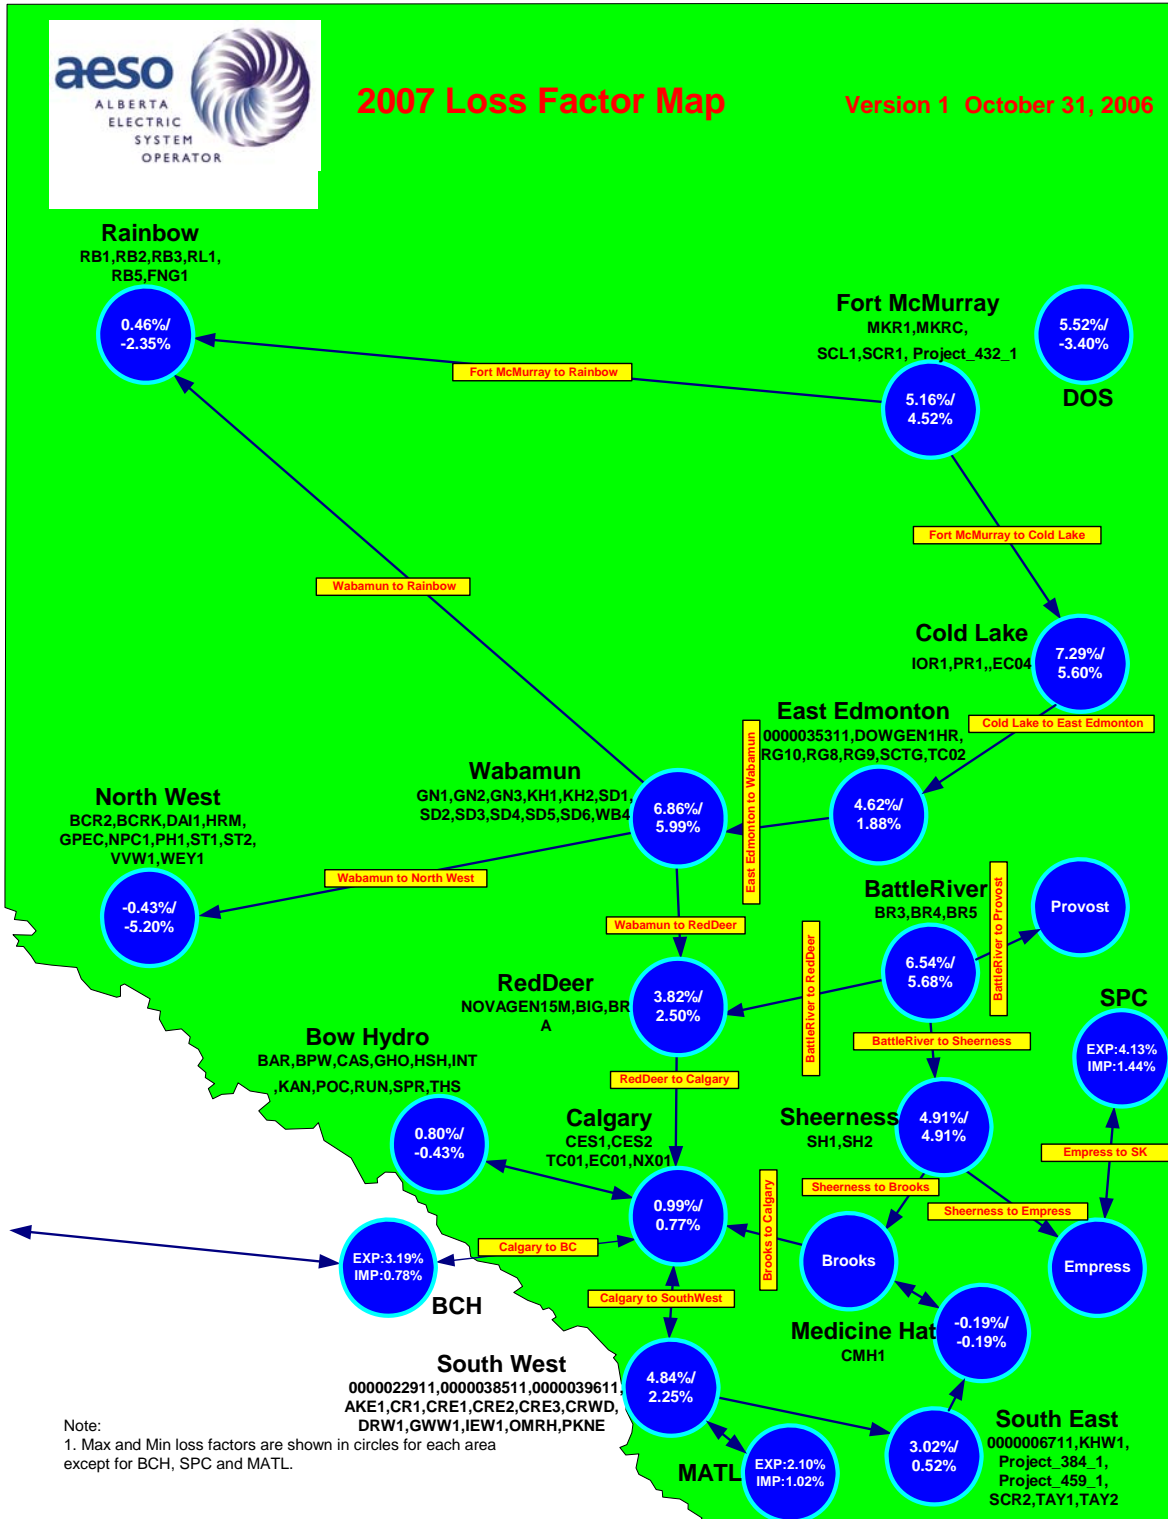 aeso
ALBERTA
ELECTRIC
SYSTEM
OPERATOR
2007 Loss Factor Map
Version 1 October 31, 2006
Rainbow
RB1,RB2,RB3,RL1,
RB5,FNG1
0.46%/
-2.35%
Fort McMurray
MKR1,MKRC,
SCL1,SCR1, Project_432_1
5.16%/
4.52%
5.52%/
-3.40%
DOS
Fort McMurray to Rainbow
Fort McMurray to Cold Lake
Wabamun to Rainbow
Cold Lake
IOR1,PR1,,EC04
7.29%/
5.60%
Cold Lake to East Edmonton
East Edmonton
0000035311,DOWGEN1HR,
RG10,RG8,RG9,SCTG,TC02
4.62%/
1.88%
East Edmonton to Wabamun
Wabamun
GN1,GN2,GN3,KH1,KH2,SD1,
SD2,SD3,SD4,SD5,SD6,WB4
6.86%/
5.99%
North West
BCR2,BCRK,DAI1,HRM,
GPEC,NPC1,PH1,ST1,ST2,
VVW1,WEY1
-0.43%/
-5.20%
Wabamun to North West
Wabamun to RedDeer
BattleRiver
BR3,BR4,BR5
6.54%/
5.68%
BattleRiver to Provost
Provost
BattleRiver to RedDeer
RedDeer
NOVAGEN15M,BIG,BR
A
3.82%/
2.50%
BattleRiver to Sheerness
SPC
EXP:4.13%
IMP:1.44%
Bow Hydro
BAR,BPW,CAS,GHO,HSH,INT
,KAN,POC,RUN,SPR,THS
0.80%/
-0.43%
RedDeer to Calgary
Calgary
CES1,CES2
TC01,EC01,NX01
0.99%/
0.77%
Sheerness
SH1,SH2
4.91%/
4.91%
Empress to SK
Sheerness to Brooks
Sheerness to Empress
Brooks to Calgary
Brooks
Empress
Calgary to BC
EXP:3.19%
IMP:0.78%
BCH
Calgary to SouthWest
Medicine Hat
CMH1
-0.19%/
-0.19%
South West
0000022911,0000038511,0000039611,
AKE1,CR1,CRE1,CRE2,CRE3,CRWD,
DRW1,GWW1,IEW1,OMRH,PKNE
4.84%/
2.25%
South East
0000006711,KHW1,
Project_384_1,
Project_459_1,
SCR2,TAY1,TAY2
3.02%/
0.52%
MATL
EXP:2.10%
IMP:1.02%
Note:
1. Max and Min loss factors are shown in circles for each area
except for BCH, SPC and MATL.